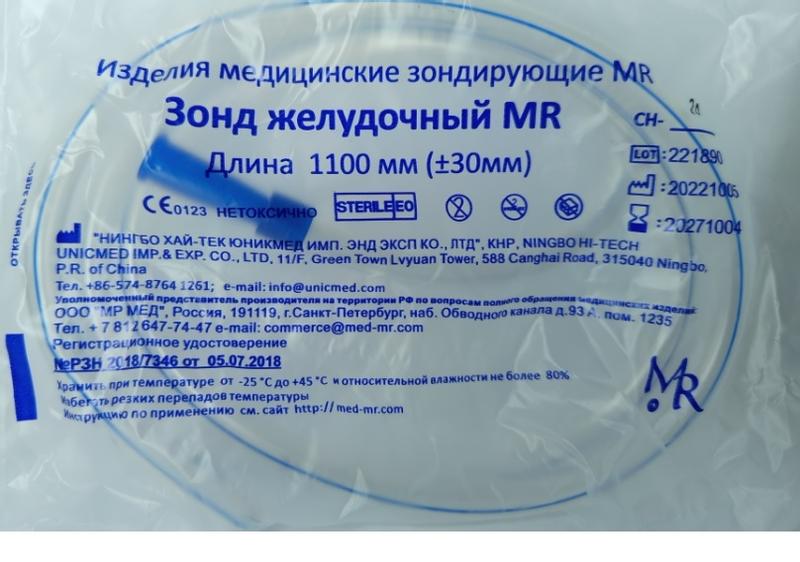 Изделия медицинские зондирующие MR
Зонд желудочный MR
CH-
Длина 1100 мм (±30мм)
LOT :221890
:20221005
CE0123 НЕТОКСИЧНО STERILE EO
:20271004
ОТКРЫВАТЬ ЗДЕСЬ
"НИНГБО ХАЙ-ТЕК ЮНИКМЕД ИМП. ЭНД ЭКСП КО., ЛТД", КНР, NINGBO HI-TECH
UNICMED IMP.& EXP. CO., LTD, 11/F, Green Town Lvyuan Tower, 588 Canghai Road, 315040 Ningbo,
P.R. of China
Тел. +86-574-8764 1261; e-mail: info@unicmed.com
Уполномоченный представитель производителя на территории РФ по вопросам полного обращения медицинских изделий
ООО "МР МЕД", Россия, 191119, г.Санкт-Петербург, наб. Обводного канала д.93 А, пом. 1235
Тел. + 7 812 647-74-47 e-mail: commerce@med-mr.com
Регистрационное удостоверение
№РЗН 2018/7346 от 05.07.2018
Хранить при температуре от -25 °C до +45 °C и относительной влажности не более 80%
Избегать резких перепадов температуры
Инструкцию по применению см. сайт http://med-mr.com
MR